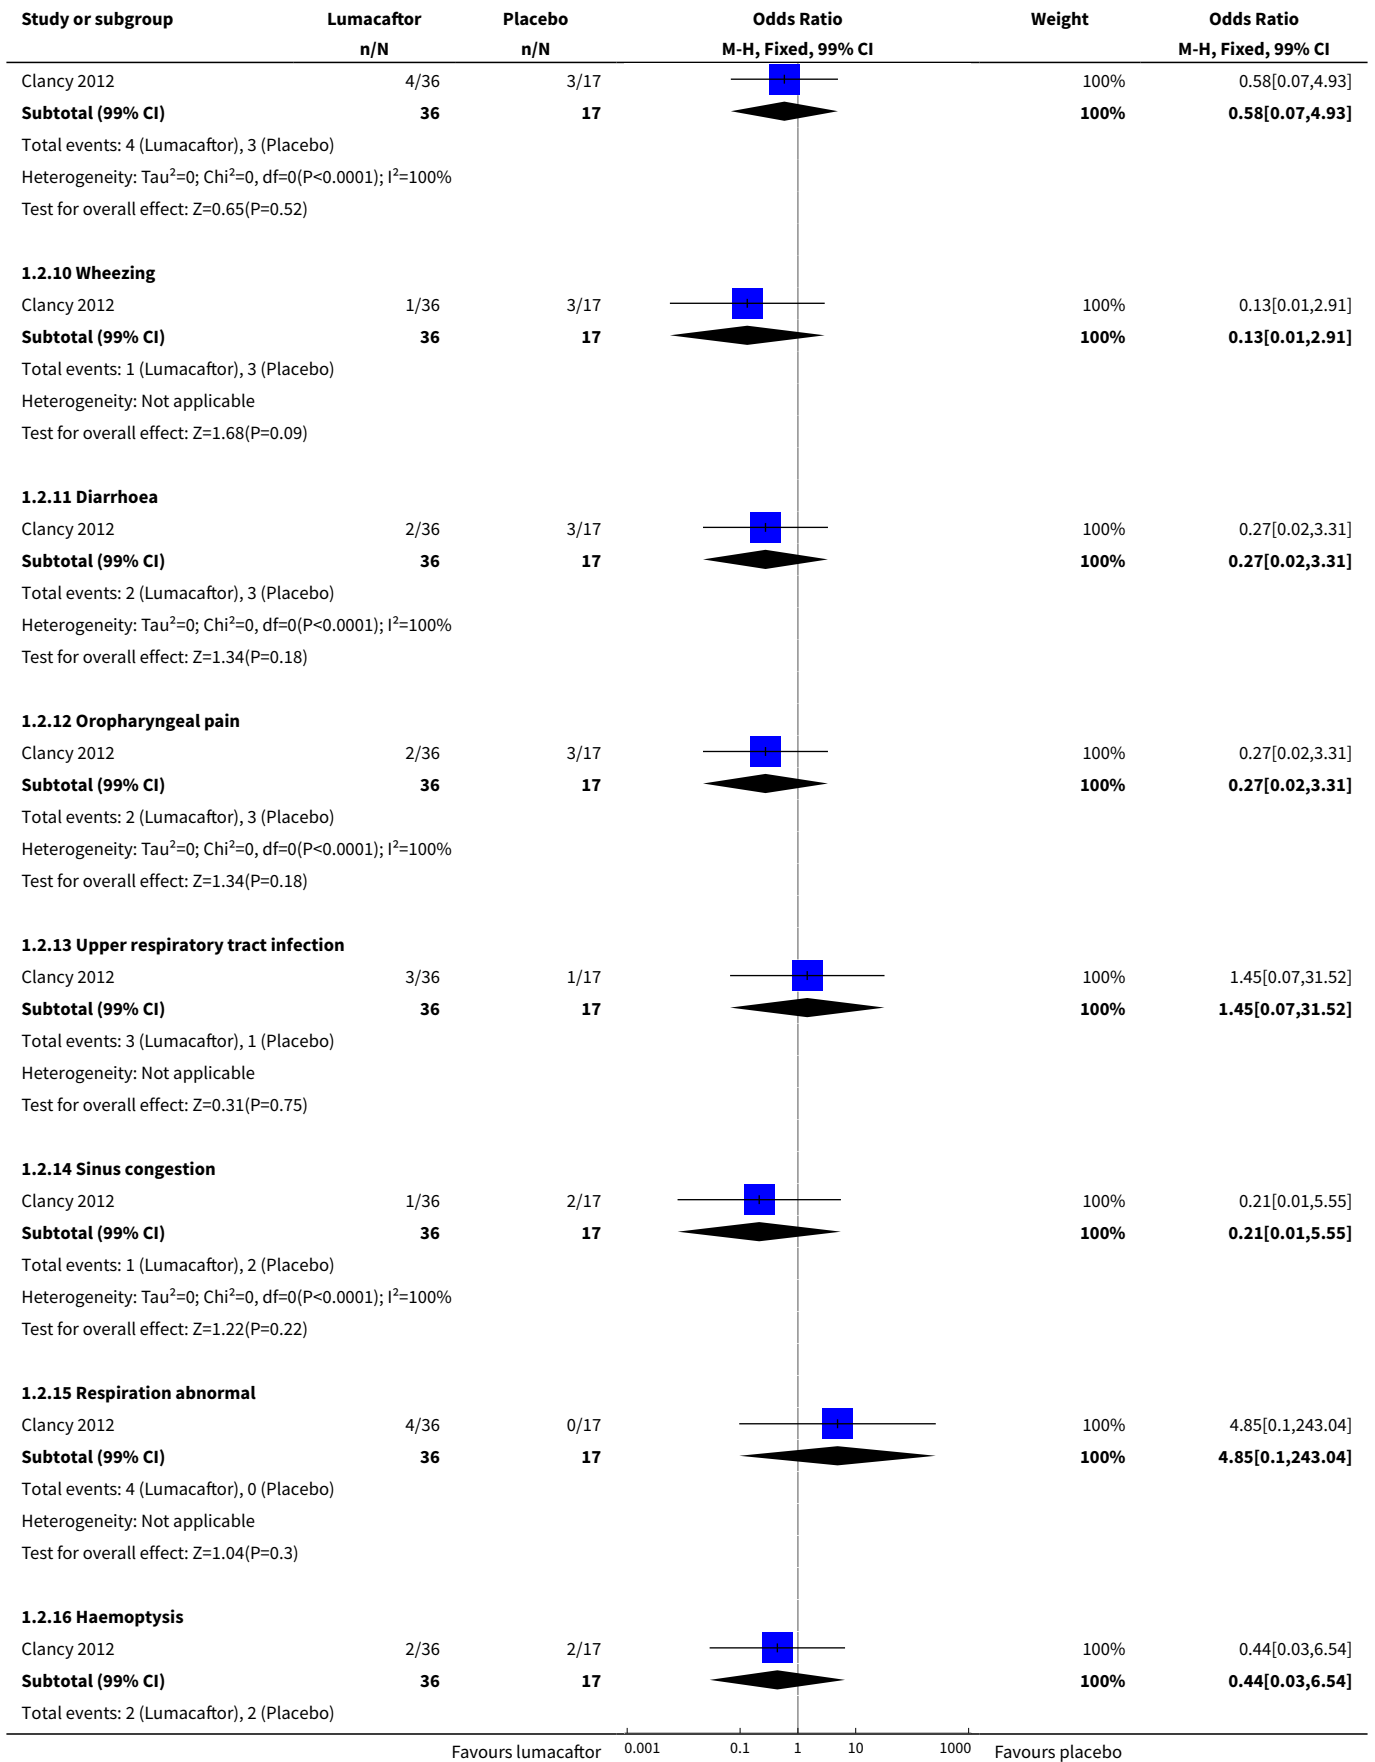 Study or subgroup Lumacaftor Placebo Odds Ratio Weight Odds Ratio
n/N n/N M-H, Fixed, 99% CI M-H, Fixed, 99% CI
Clancy 2012 4/36 3/17 100% 0.58[0.07,4.93]
Subtotal (99% CI) 36 17 100% 0.58[0.07,4.93]
Total events: 4 (Lumacaftor), 3 (Placebo)
Heterogeneity: Tau²=0; Chi²=0, df=0(P<0.0001); I²=100%
Test for overall effect: Z=0.65(P=0.52)
1.2.10 Wheezing
Clancy 2012 1/36 3/17 100% 0.13[0.01,2.91]
Subtotal (99% CI) 36 17 100% 0.13[0.01,2.91]
Total events: 1 (Lumacaftor), 3 (Placebo)
Heterogeneity: Not applicable
Test for overall effect: Z=1.68(P=0.09)
1.2.11 Diarrhoea
Clancy 2012 2/36 3/17 100% 0.27[0.02,3.31]
Subtotal (99% CI) 36 17 100% 0.27[0.02,3.31]
Total events: 2 (Lumacaftor), 3 (Placebo)
Heterogeneity: Tau²=0; Chi²=0, df=0(P<0.0001); I²=100%
Test for overall effect: Z=1.34(P=0.18)
1.2.12 Oropharyngeal pain
Clancy 2012 2/36 3/17 100% 0.27[0.02,3.31]
Subtotal (99% CI) 36 17 100% 0.27[0.02,3.31]
Total events: 2 (Lumacaftor), 3 (Placebo)
Heterogeneity: Tau²=0; Chi²=0, df=0(P<0.0001); I²=100%
Test for overall effect: Z=1.34(P=0.18)
1.2.13 Upper respiratory tract infection
Clancy 2012 3/36 1/17 100% 1.45[0.07,31.52]
Subtotal (99% CI) 36 17 100% 1.45[0.07,31.52]
Total events: 3 (Lumacaftor), 1 (Placebo)
Heterogeneity: Not applicable
Test for overall effect: Z=0.31(P=0.75)
1.2.14 Sinus congestion
Clancy 2012 1/36 2/17 100% 0.21[0.01,5.55]
Subtotal (99% CI) 36 17 100% 0.21[0.01,5.55]
Total events: 1 (Lumacaftor), 2 (Placebo)
Heterogeneity: Tau²=0; Chi²=0, df=0(P<0.0001); I²=100%
Test for overall effect: Z=1.22(P=0.22)
1.2.15 Respiration abnormal
Clancy 2012 4/36 0/17 100% 4.85[0.1,243.04]
Subtotal (99% CI) 36 17 100% 4.85[0.1,243.04]
Total events: 4 (Lumacaftor), 0 (Placebo)
Heterogeneity: Not applicable
Test for overall effect: Z=1.04(P=0.3)
1.2.16 Haemoptysis
Clancy 2012 2/36 2/17 100% 0.44[0.03,6.54]
Subtotal (99% CI) 36 17 100% 0.44[0.03,6.54]
Total events: 2 (Lumacaftor), 2 (Placebo)
Favours lumacaftor 0.001 0.1 1 10 1000 Favours placebo